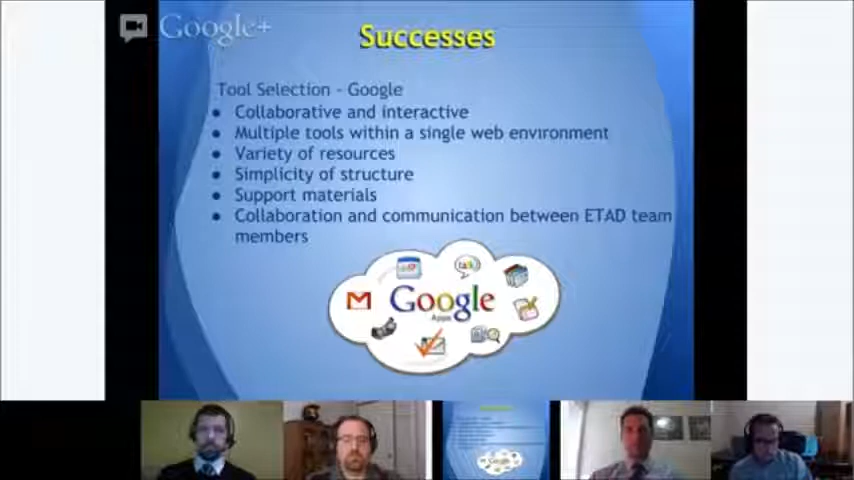 Google+
Successes
Tool Selection - Google
● Collaborative and interactive
● Multiple tools within a single web environment
● Variety of resources
● Simplicity of structure
● Support materials
● Collaboration and communication between ETAD team
members
talk
Google
Apps